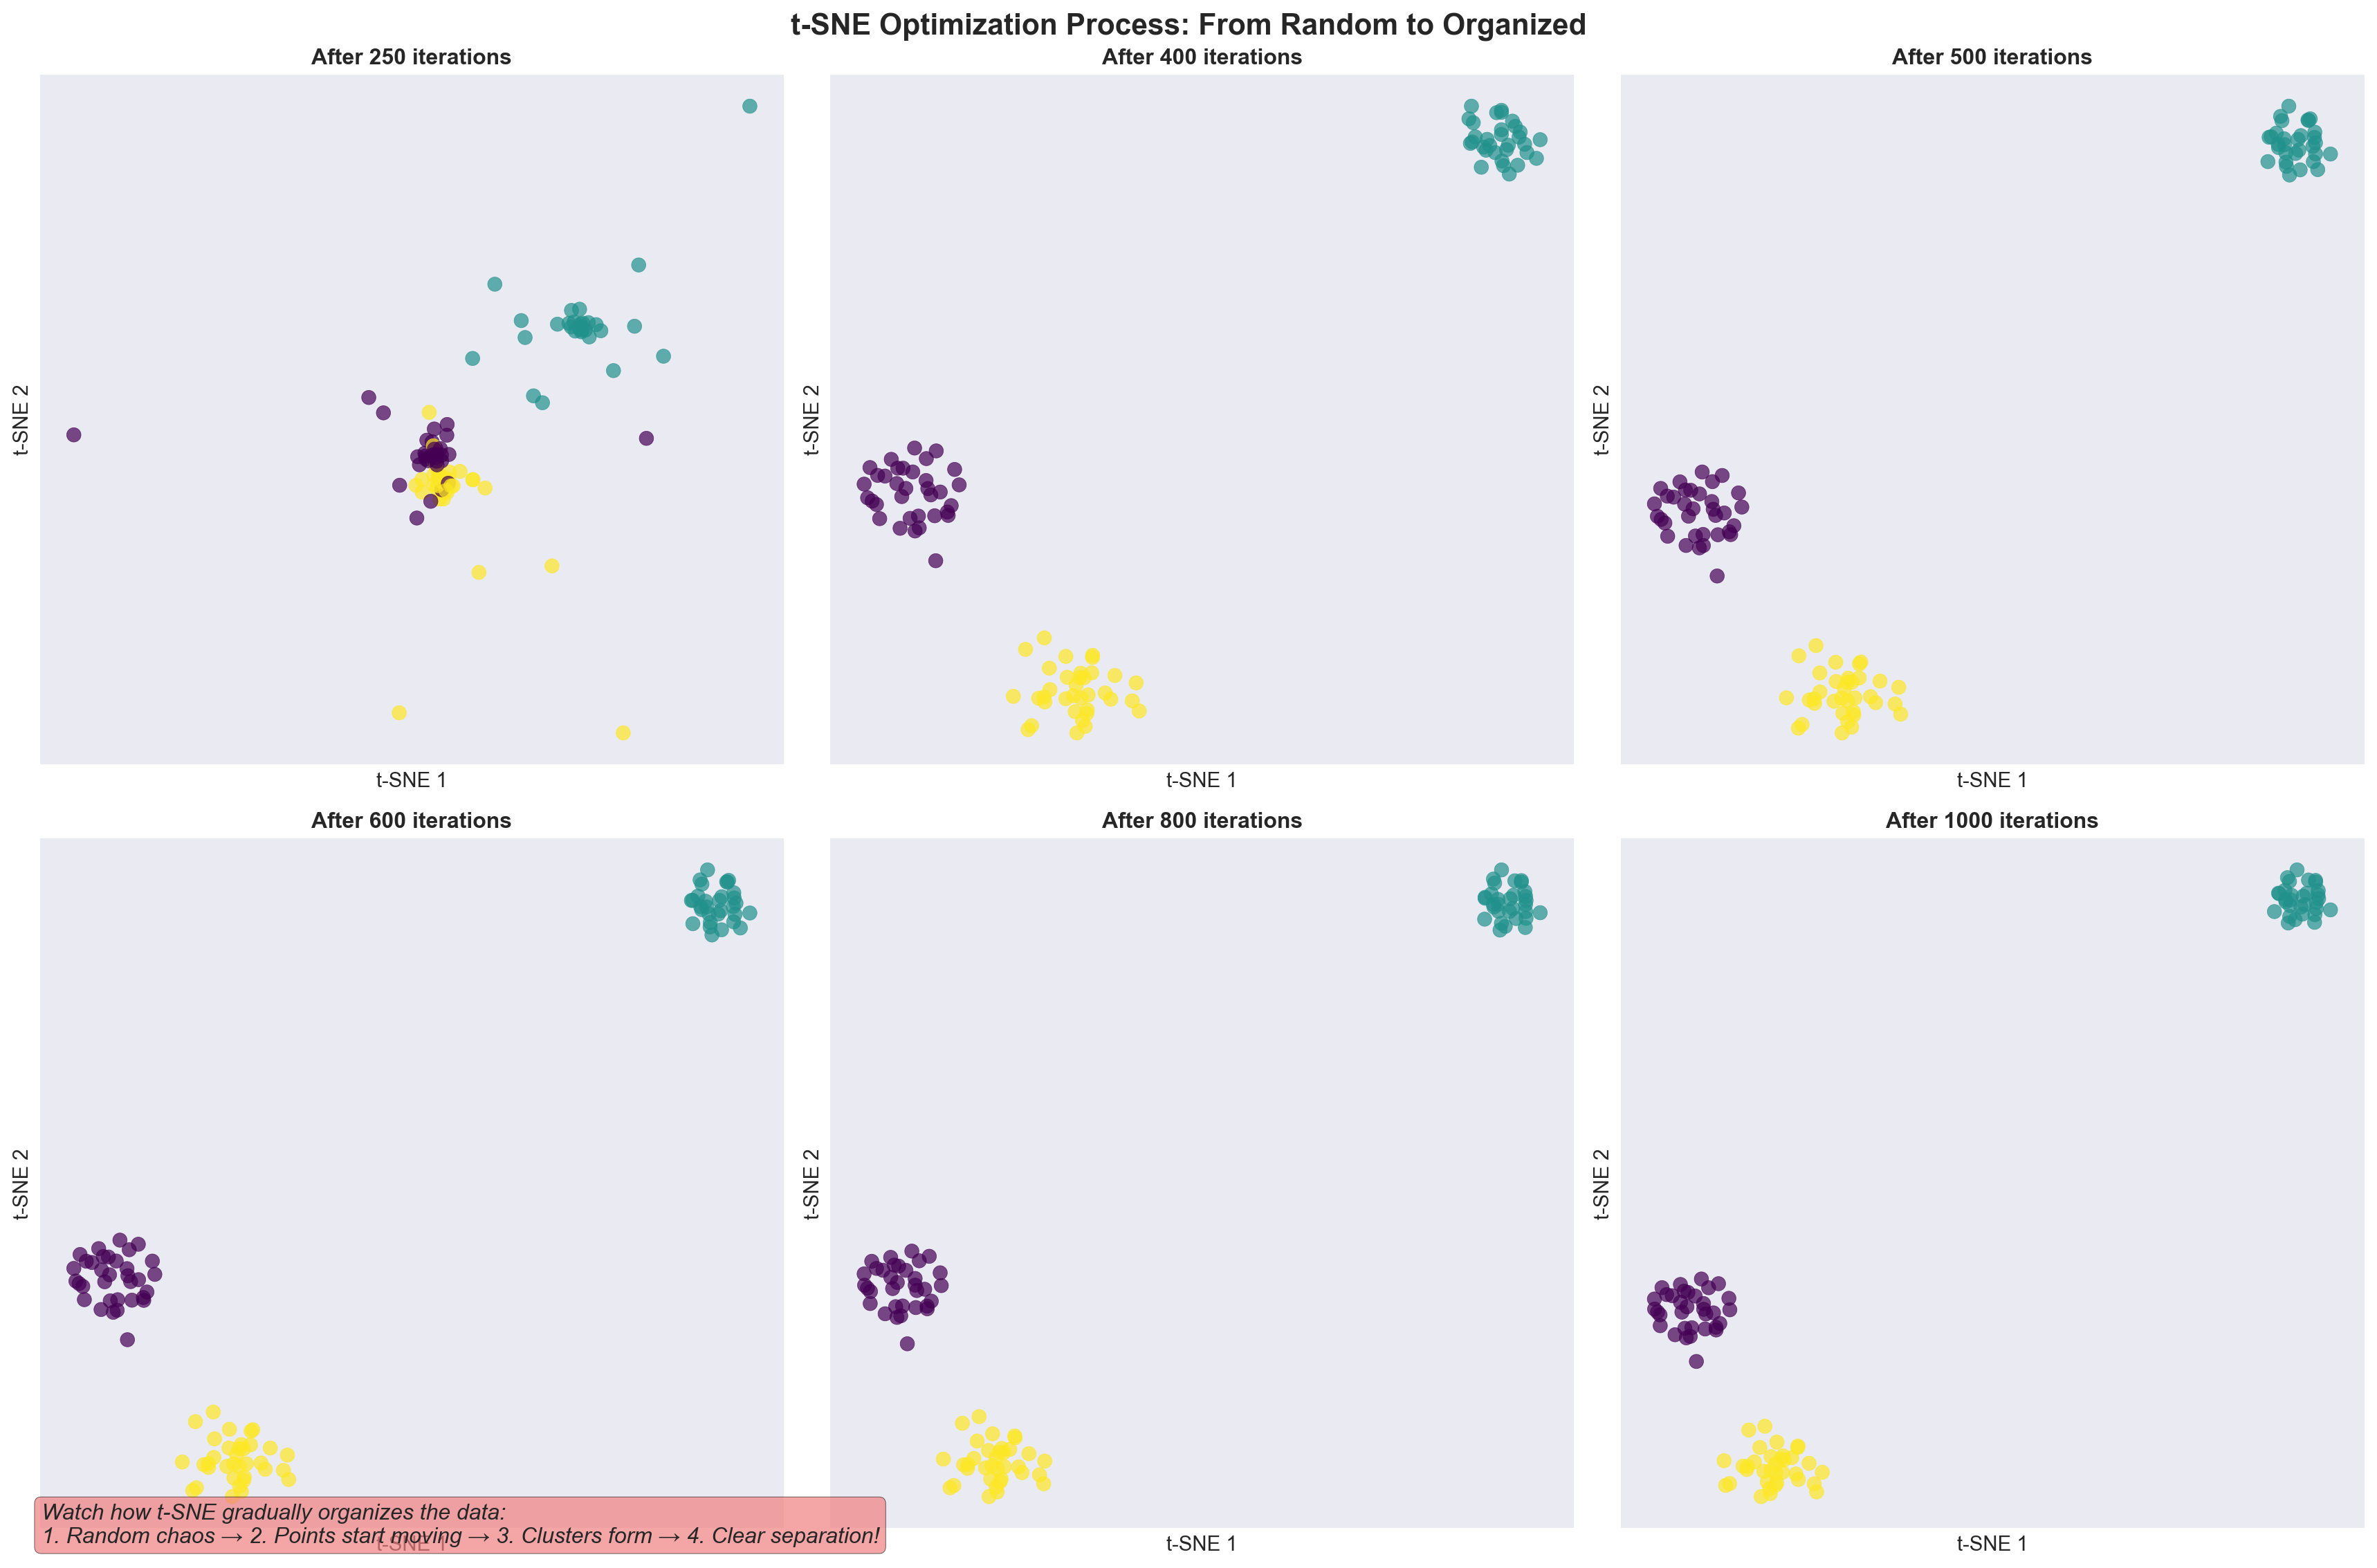 t-SNE Optimization Process: From Random to Organized
After 250 iterations
After 400 iterations
After 500 iterations
t-SNE 2
t-SNE 2
t-SNE 2
t-SNE 1
t-SNE 1
t-SNE 1
After 600 iterations
After 800 iterations
After 1000 iterations
t-SNE 2
t-SNE 2
t-SNE 2
Watch how t-SNE gradually organizes the data:
1. Random chaos → 2. Points start moving → 3. Clusters form → 4. Clear separation!
t-SNE 1
t-SNE 1
t-SNE 1